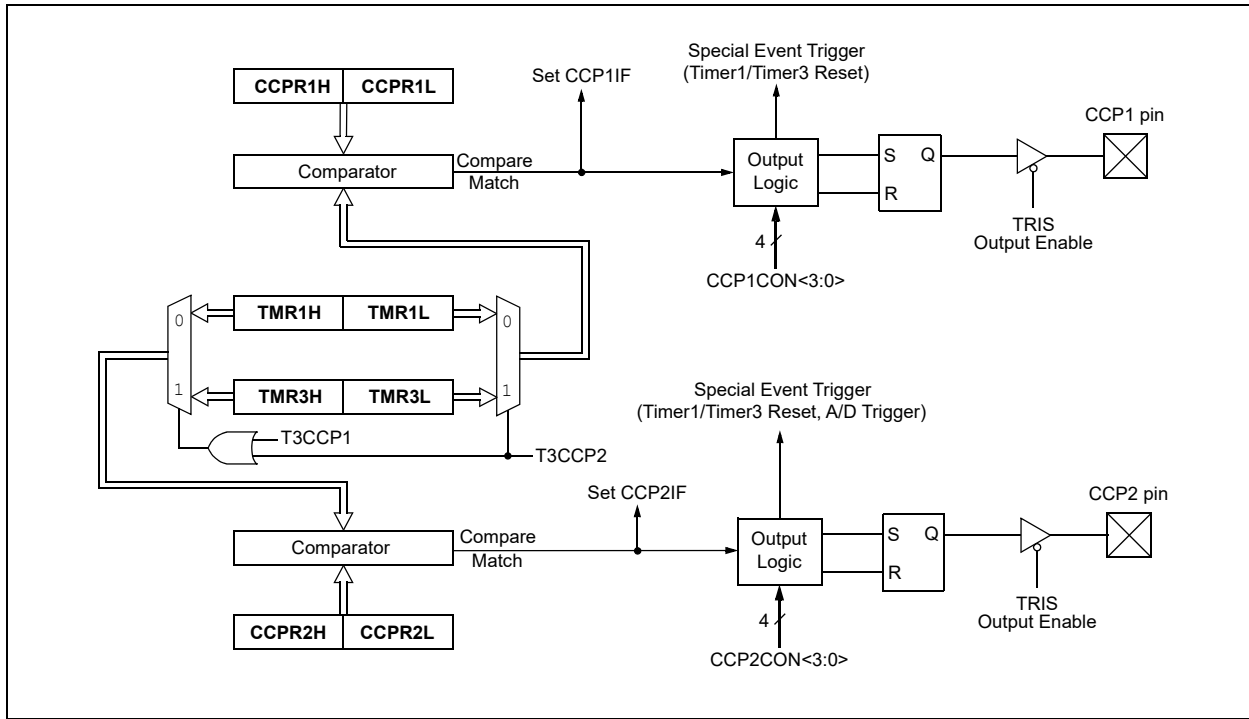 CCPR1H CCPR1L
Set CCP1IF
Special Event Trigger
(Timer1/Timer3 Reset)
CCP1 pin
Comparator
Compare
Match
Output
Logic
S Q
R
TRIS
Output Enable
4
CCP1CON<3:0>
0
TMR1H TMR1L
0
1
TMR3H TMR3L
1
T3CCP1
T3CCP2
Special Event Trigger
(Timer1/Timer3 Reset, A/D Trigger)
Set CCP2IF
CCP2 pin
Comparator
Compare
Match
Output
Logic
S Q
R
TRIS
Output Enable
4
CCP2CON<3:0>
CCPR2H CCPR2L